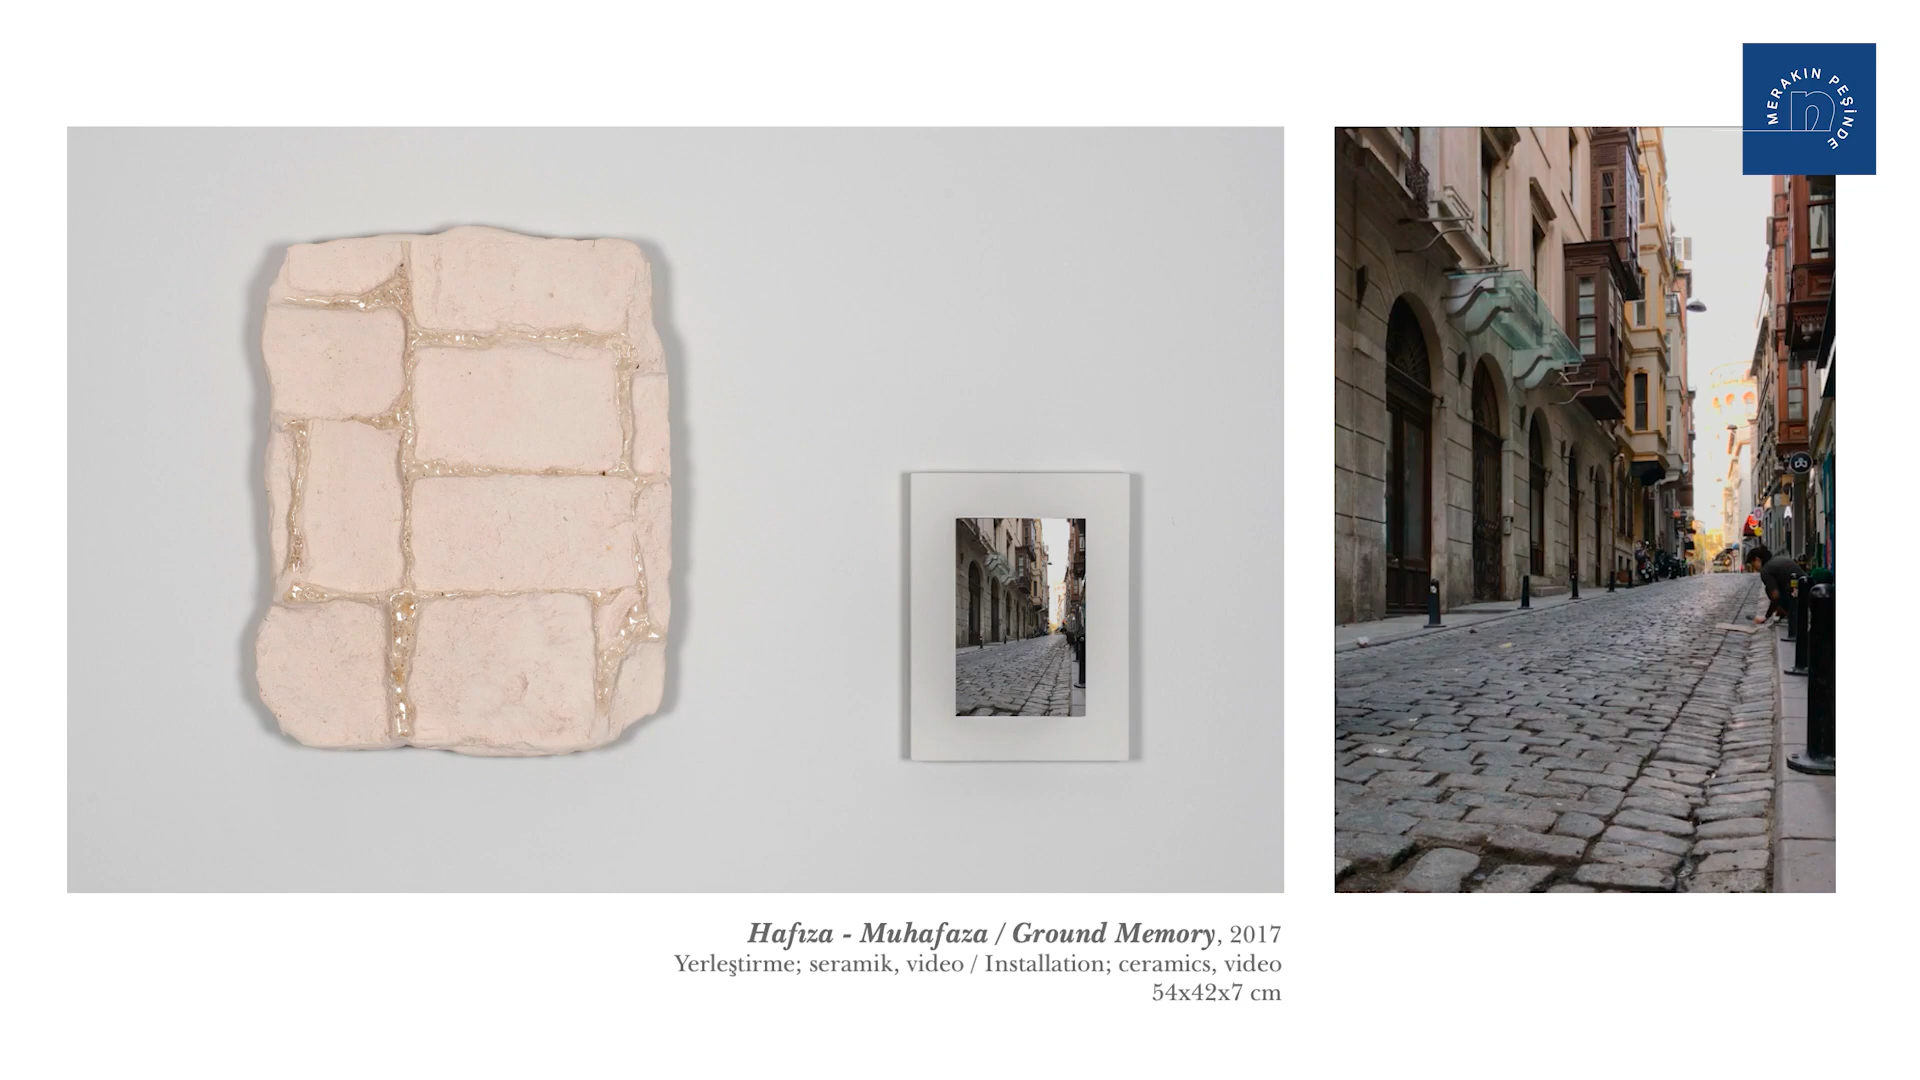 MERAKIN PEŞİNDE
n
Hafıza - Muhafaza / Ground Memory, 2017
Yerleştirme; seramik, video / Installation; ceramics, video
54x42x7 cm